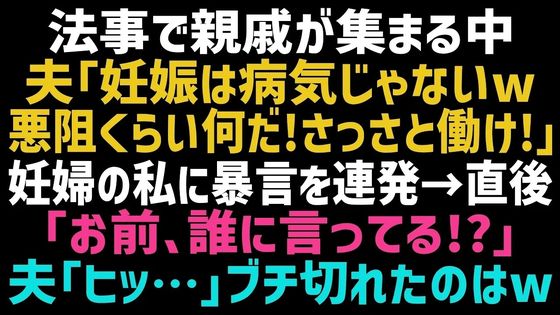 法事で親戚が集まる中
夫「妊娠は病気じゃないｗ
悪阻くらい何だ!さっさと働け!」
妊婦の私に暴言を連発→直後
「お前、誰に言ってる!?」
夫「ヒッ…」ブチ切れたのはｗ